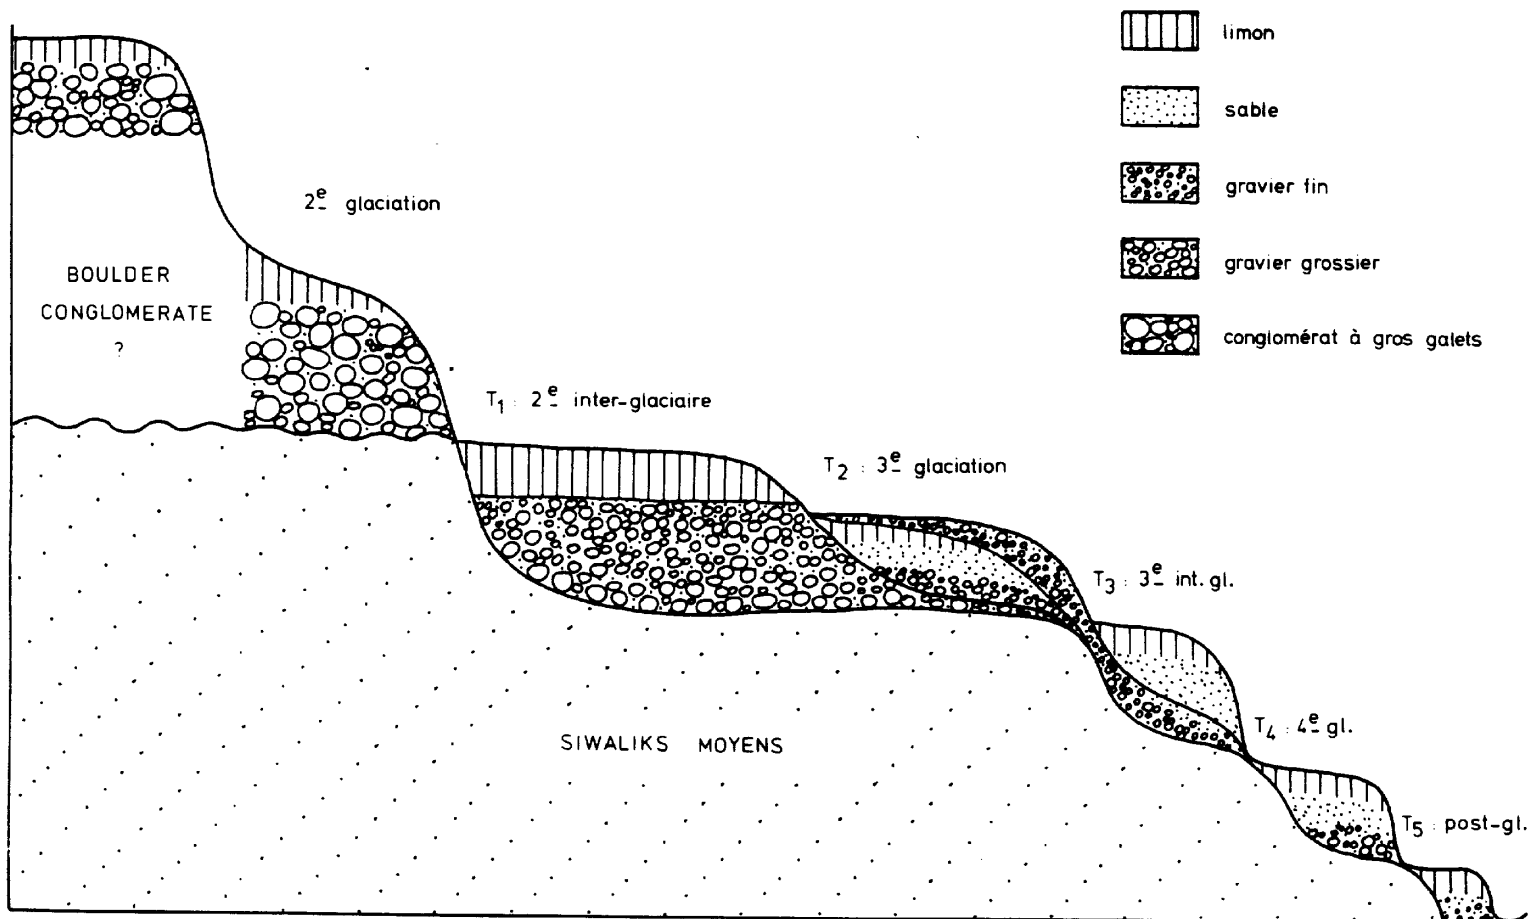 limon
sable
gravier fin
gravier grossier
conglomérat à gros galets
2e glaciation
BOULDER
CONGLOMERATE
?
T1 : 2e inter-glaciaire
T2 : 3e glaciation
T3 : 3e int. gl.
T4 : 4e gl.
T5 : post-gl.
SIWALIKS MOYENS